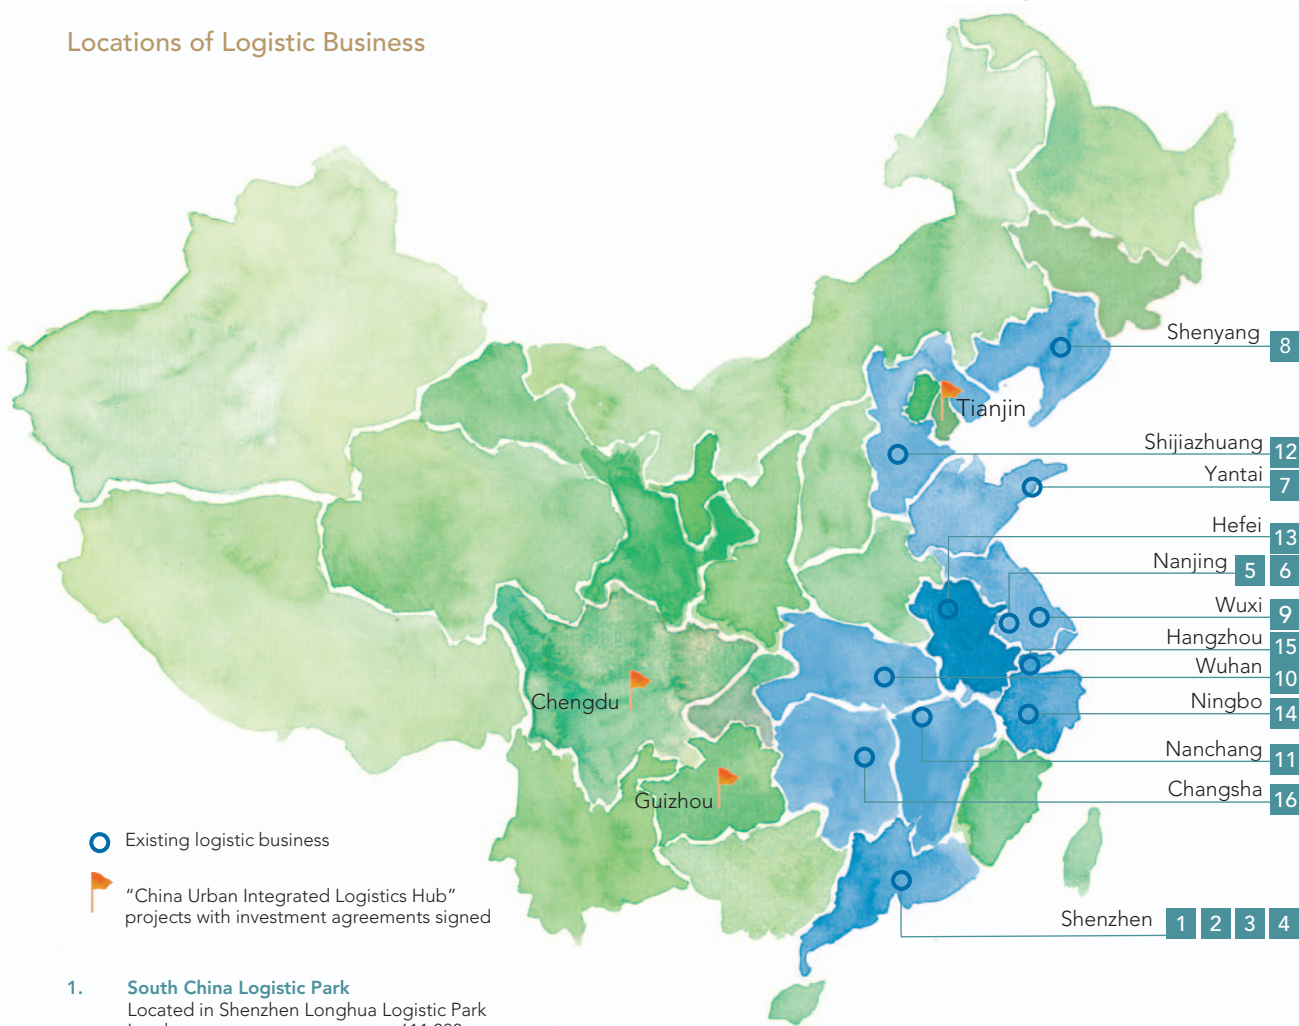 Locations of Logistic Business
Shenyang 8
Tianjin
Shijiazhuang 12
Yantai 7
Hefei 13
Nanjing 5 6
Wuxi 9
Hangzhou 15
Wuhan 10
Chengdu
Ningbo 14
Nanchang 11
Guizhou
Changsha 16
Existing logistic business
"China Urban Integrated Logistics Hub"
projects with investment agreements signed
Shenzhen 1 2 3 4
1. South China Logistic Park
Located in Shenzhen Longhua Logistic Park